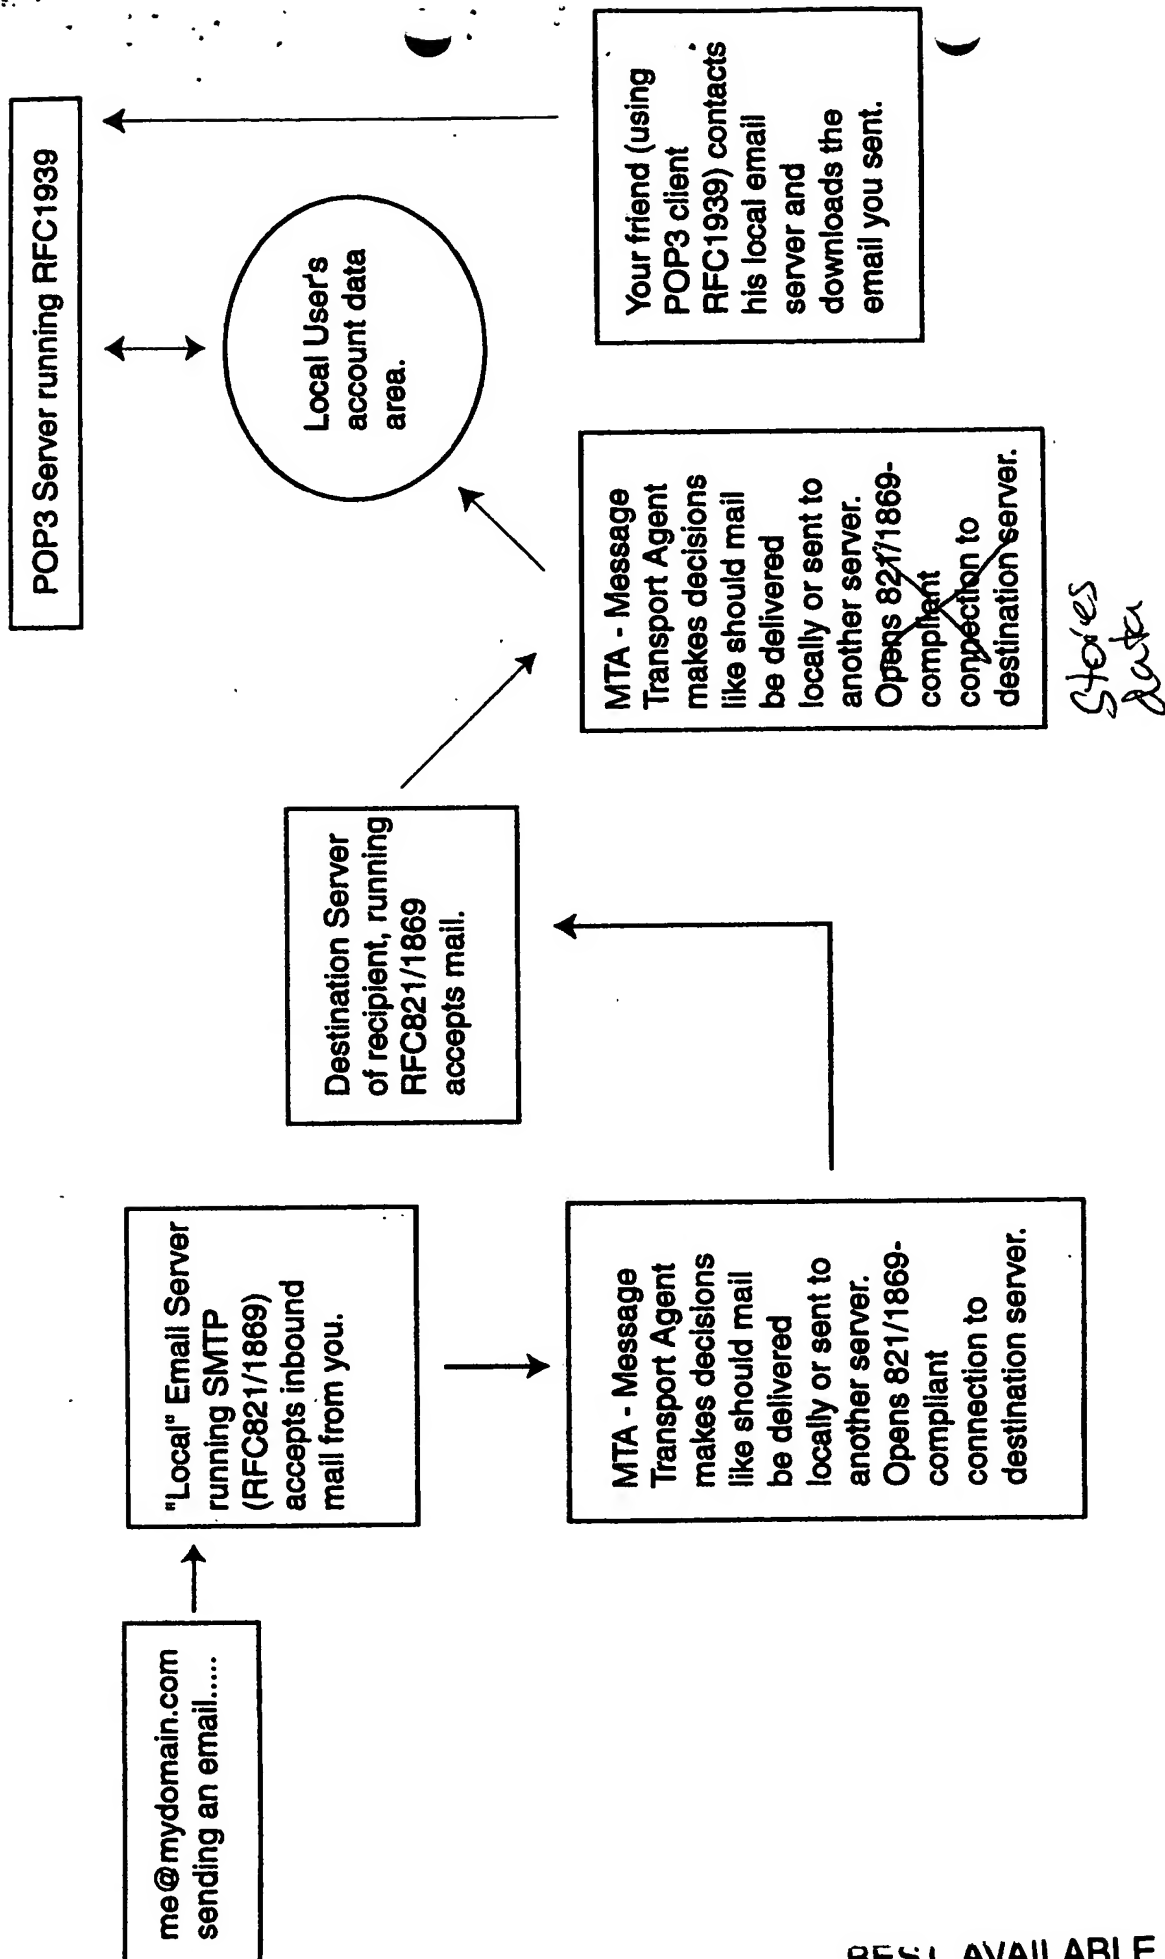 me@mydomain.com
sending an email.....
"Local" Email Server
running SMTP
(RFC821/1869)
accepts inbound
mail from you.
MTA - Message
Transport Agent
makes decisions
like should mail
be delivered
locally or sent to
another server.
Opens 821/1869-
compliant
connection to
destination server.
Destination Server
of recipient, running
RFC821/1869
accepts mail.
MTA - Message
Transport Agent
makes decisions
like should mail
be delivered
locally or sent to
another server.
Opens 821/1869-
compliant
connection to
destination server.
Stories
data
Local User's
account data
area.
POP3 Server running RFC1939
Your friend (using
POP3 client
RFC1939) contacts
his local email
server and
downloads the
email you sent.
BEST AVAILABLE